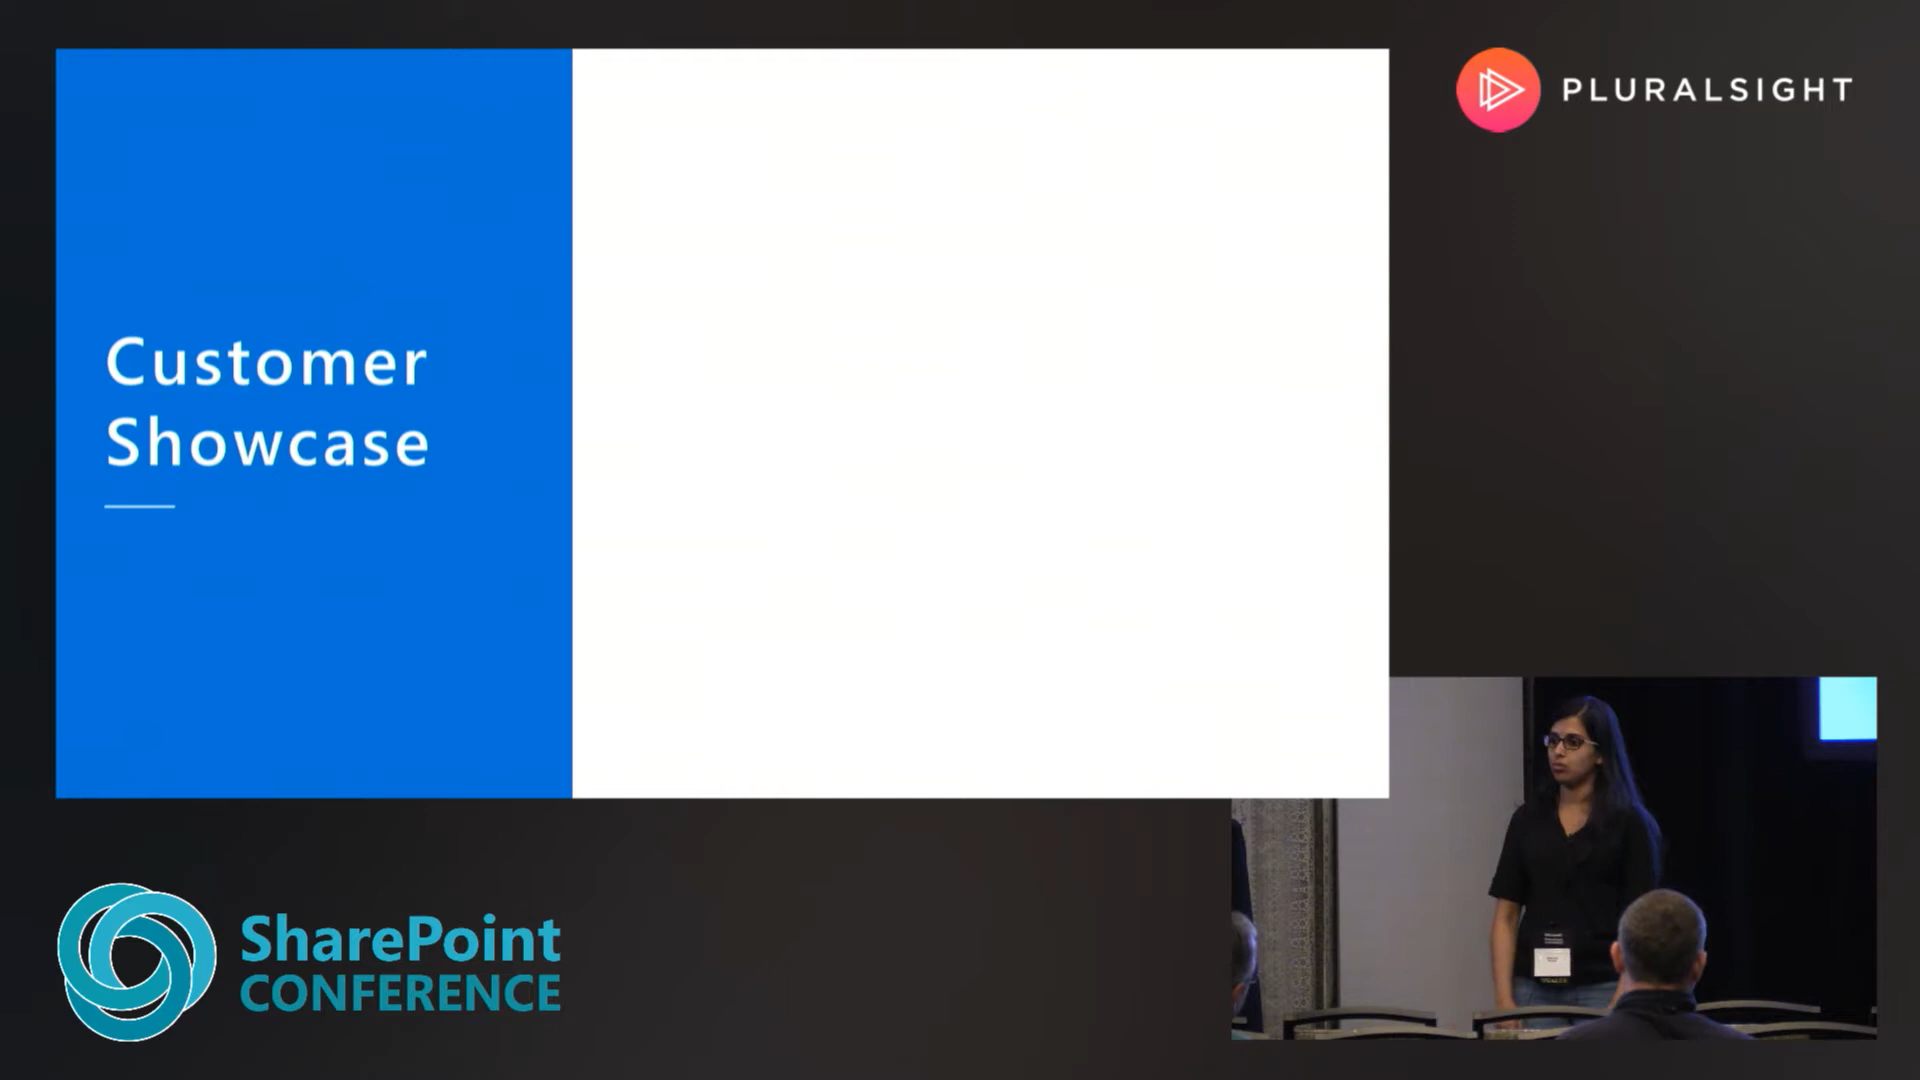 Customer
Showcase
PLURALSIGHT
SharePoint
CONFERENCE